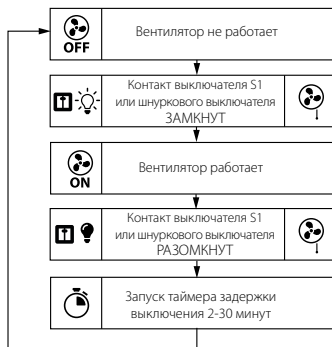 OFF
Вентилятор не работает
Контакт выключателя S1
или шнуркового выключателя
ЗАМКНУТ
ON
Вентилятор работает
Контакт выключателя S1
или шнуркового выключателя
РАЗОМКНУТ
Запуск таймера задержки
выключения 2-30 минут